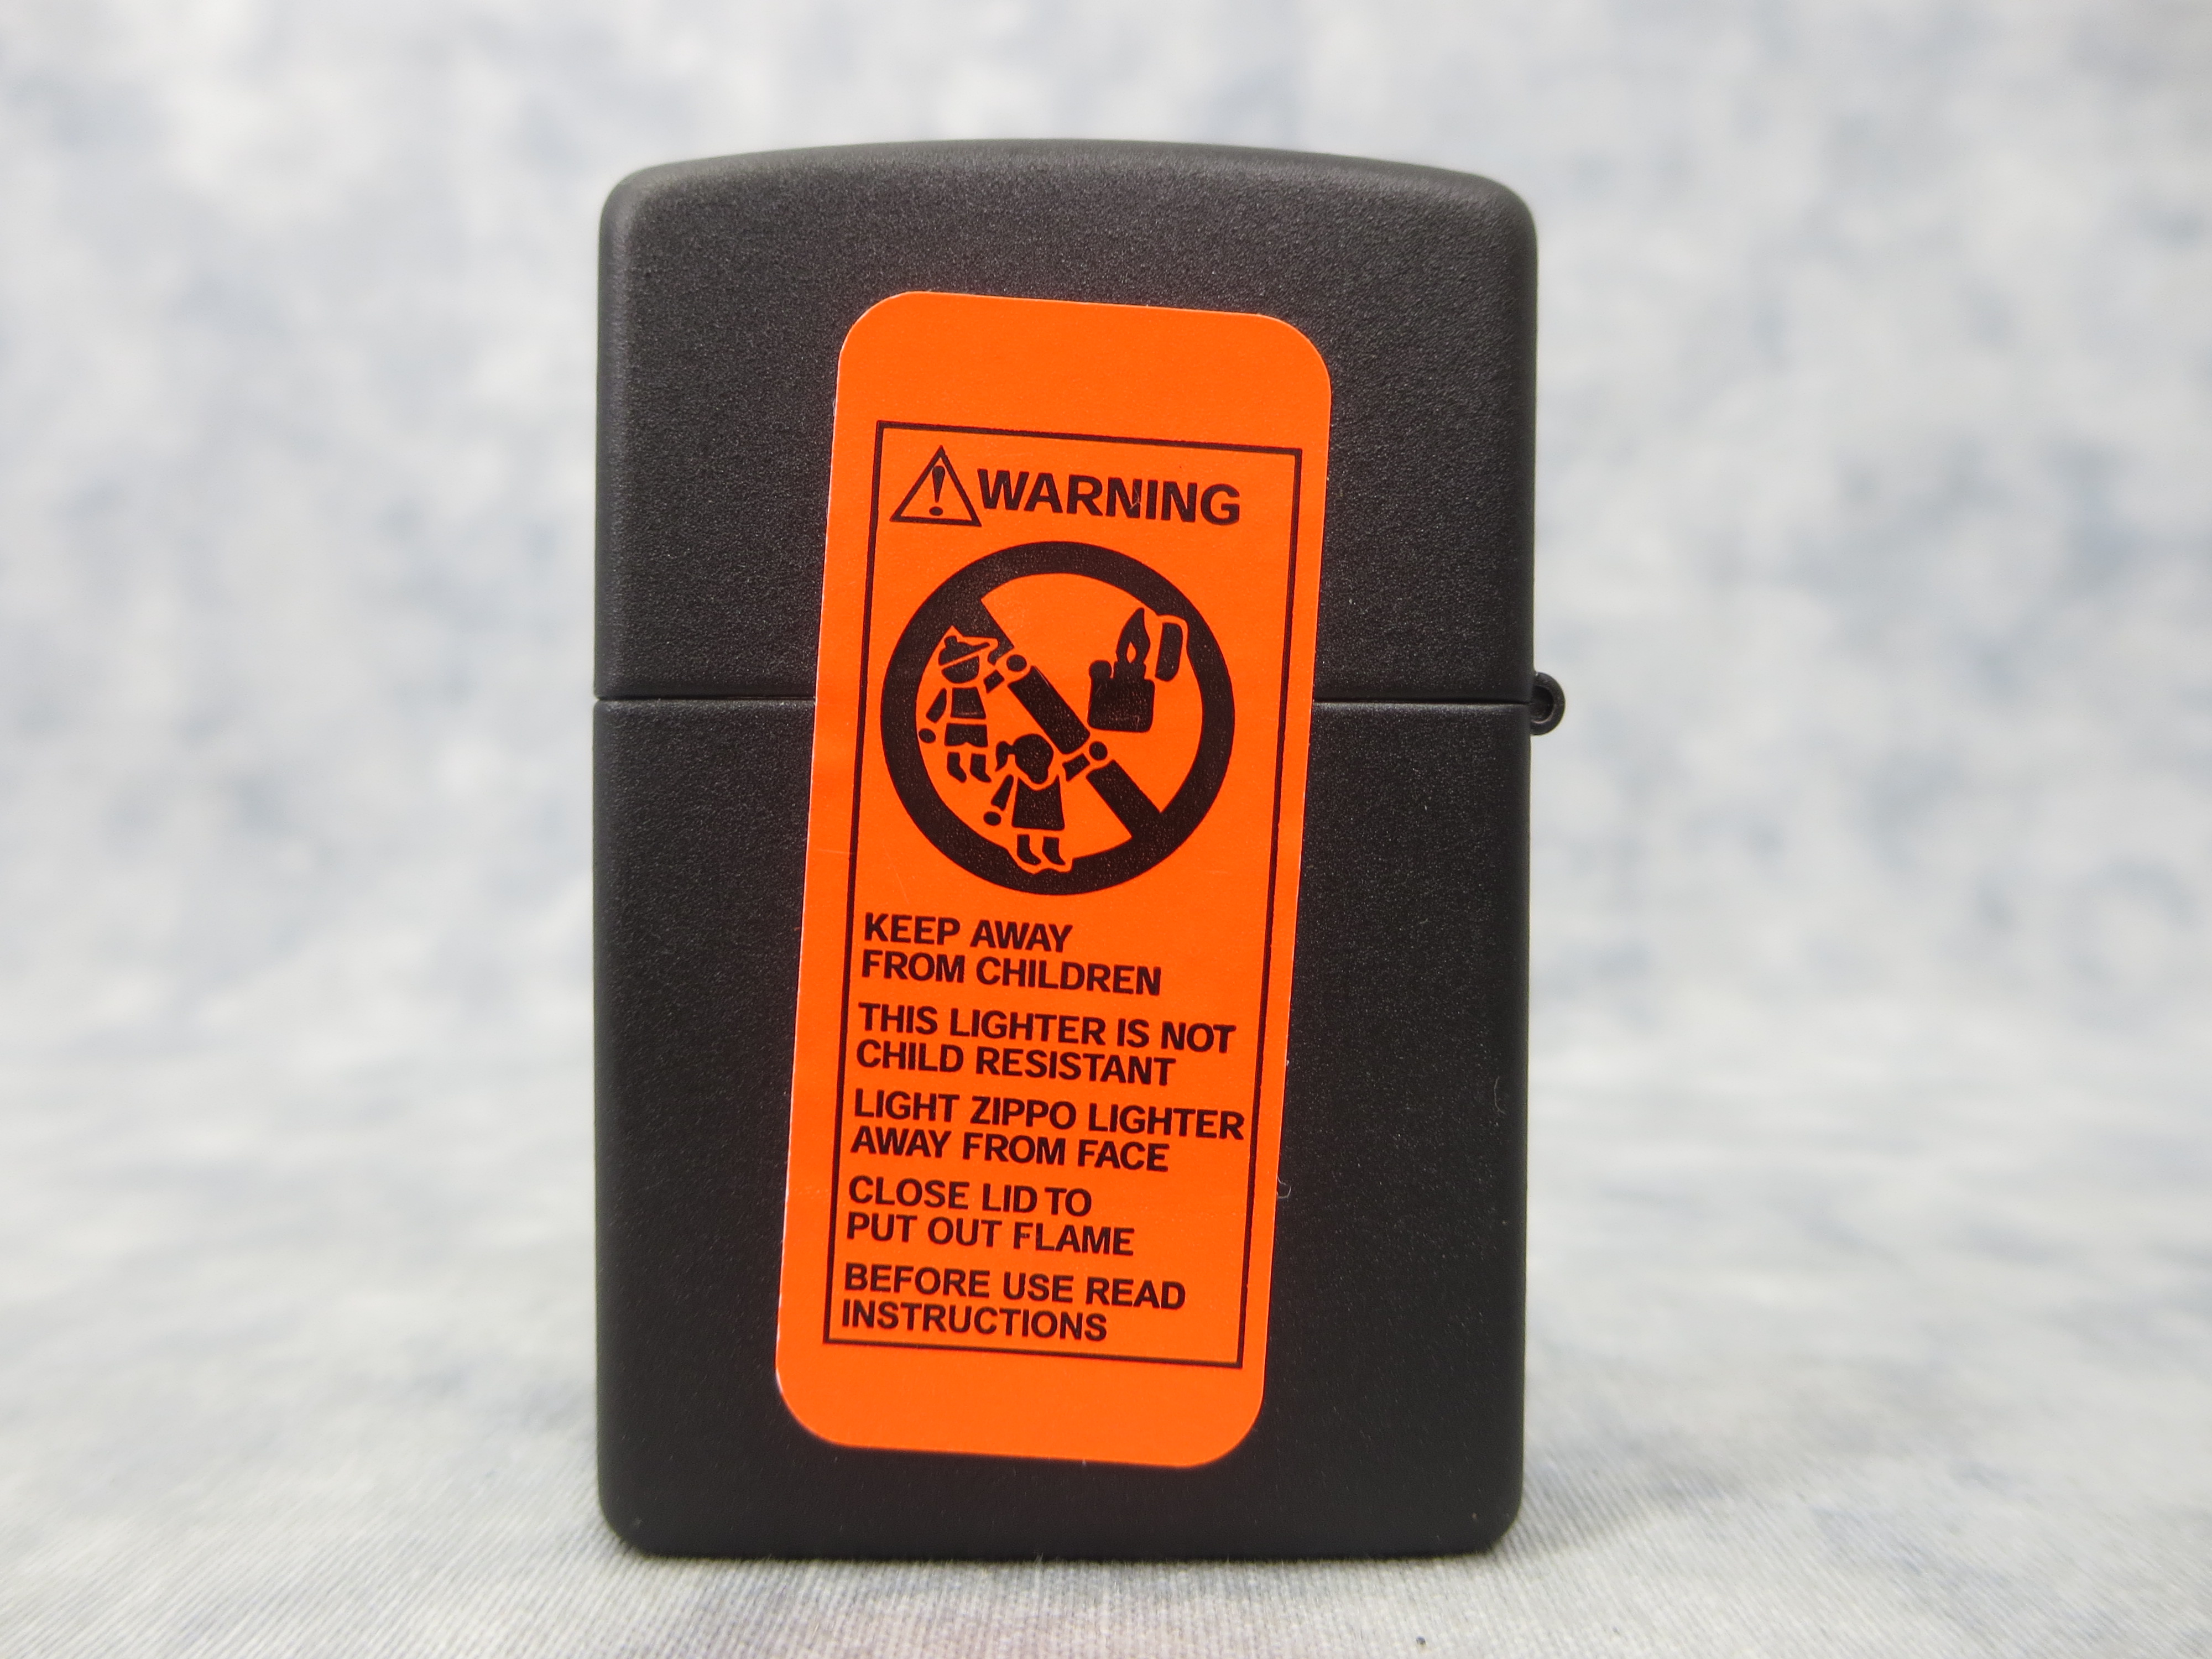 WARNING
KEEP AWAY
FROM CHILDREN
THIS LIGHTER IS NOT
CHILD RESISTANT
LIGHT ZIPPO LIGHTER
AWAY FROM FACE
CLOSE LID TO
PUT OUT FLAME
BEFORE USE READ
INSTRUCTIONS